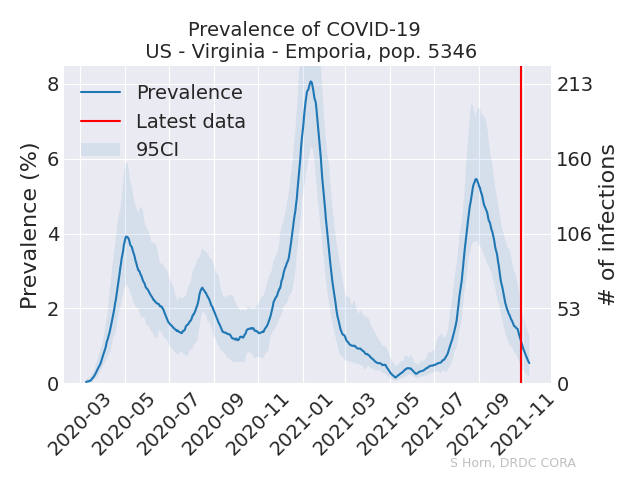 Prevalence of COVID-19
US - Virginia - Emporia, pop. 5346
Prevalence (%)
8
6
4
2
0
Prevalence
Latest data
95CI
213
160
106
53
0
# of infections
2020-03
2020-05
2020-07
2020-09
2020-11
2021-01
2021-03
2021-05
2021-07
2021-09
2021-11
S Horn, DRDC CORA